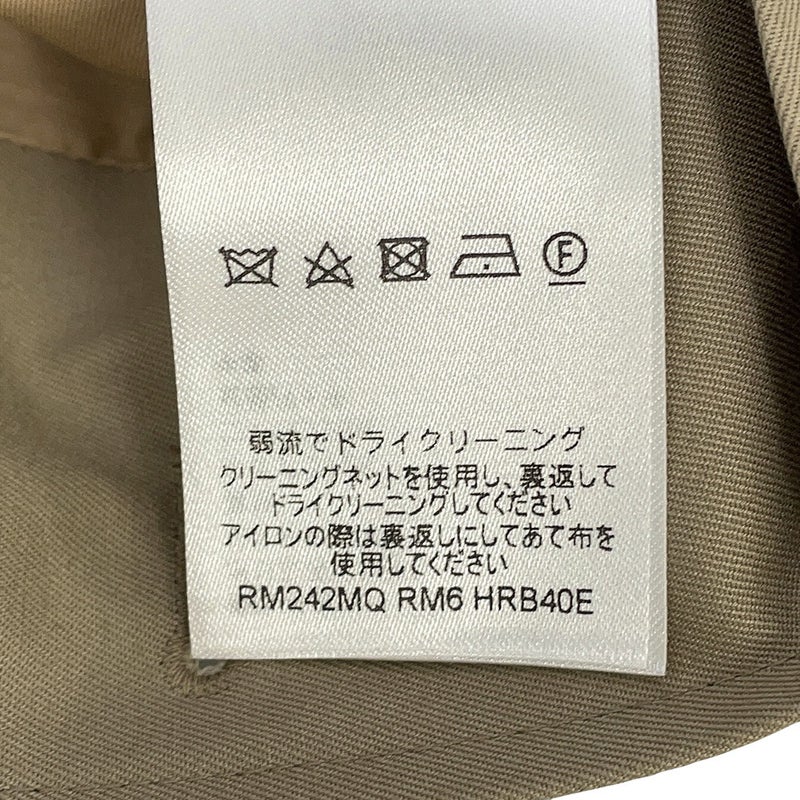 F
弱流でドライクリーニング
クリーニングネットを使用し、裏返して
ドライクリーニングしてください
アイロンの際は裏返しにしてあて布を
使用してください
RM242MQ RM6 HRB40E